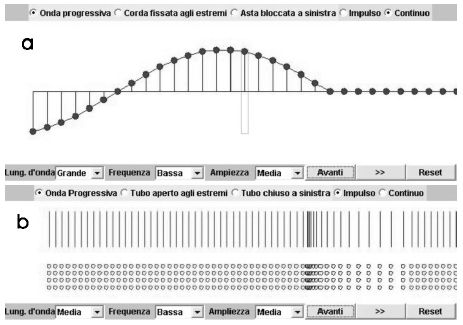 Onda progressiva Corda fissata agli estremi Asta bloccata a sinistra Impulso Continuo
a
Lung. d'onda Grande Frequenza Bassa Ampiezza Media Avanti >> Reset
Onda Progressiva Tubo aperto agli estremi Tubo chiuso a sinistra Impulso Continuo
b
Lung.d'onda Media Frequenza Bassa Ampllezza Media Avanti >> Reset